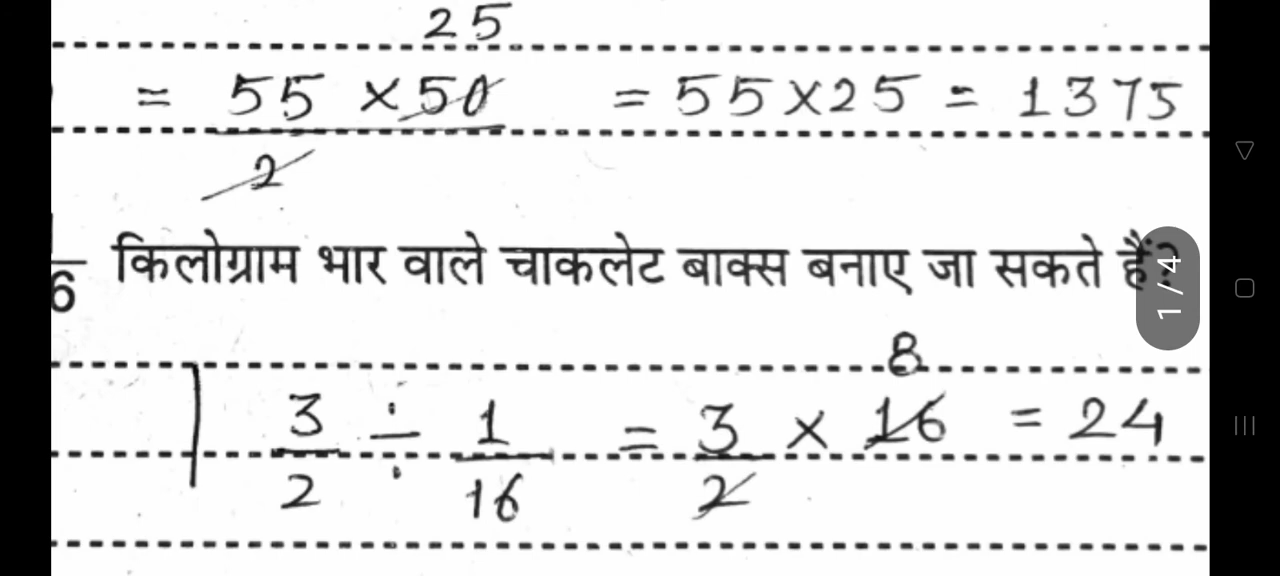 25
= 55 × 50 = 55×25 = 1375
2
6 किलोग्राम भार वाले चाकलेट बाक्स बनाए जा सकते हैं?
8
3 ÷ 1 = 3 × 16 = 24
2 16 2
1 / 4